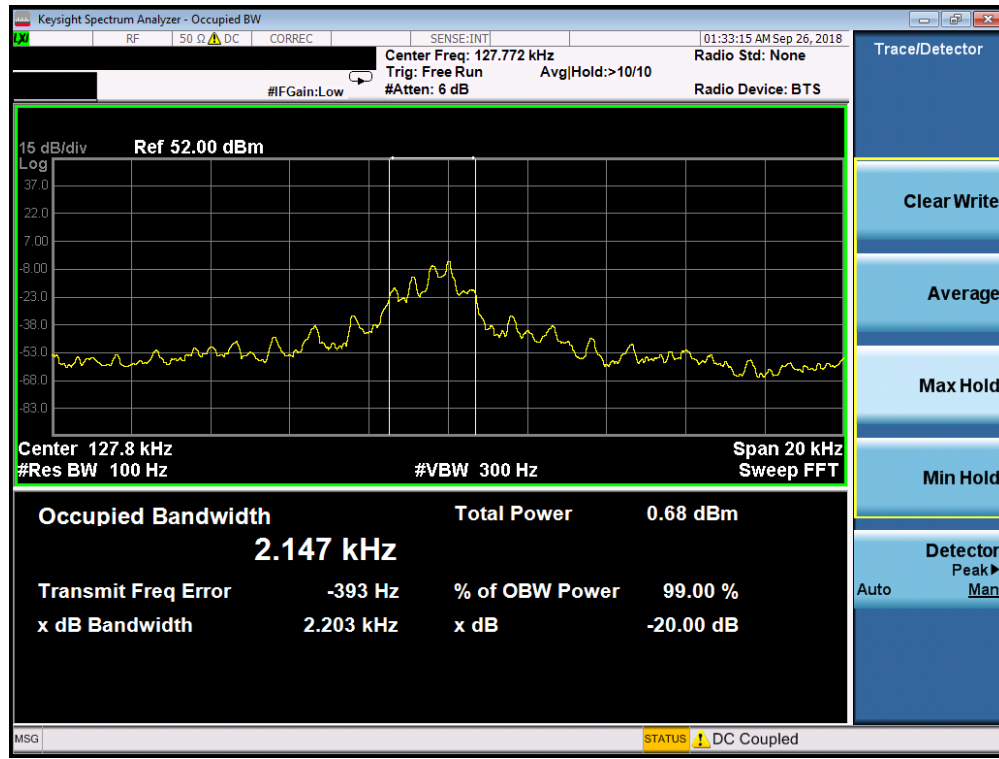 Keysight Spectrum Analyzer - Occupied BW
LXI RF 50 Ω DC CORREC SENSE:INT 01:33:15 AM Sep 26, 2018
Center Freq: 127.772 kHz Radio Std: None
Trig: Free Run Avg|Hold:>10/10
#IFGain:Low #Atten: 6 dB Radio Device: BTS
15 dB/div Ref 52.00 dBm
Log
37.0
22.0
7.00
-8.00
-23.0
-38.0
-53.0
-68.0
-83.0
Center 127.8 kHz Span 20 kHz
#Res BW 100 Hz #VBW 300 Hz Sweep FFT
Occupied Bandwidth Total Power 0.68 dBm
2.147 kHz
Transmit Freq Error -393 Hz % of OBW Power 99.00 %
x dB Bandwidth 2.203 kHz x dB -20.00 dB
MSG STATUS DC Coupled
Trace/Detector
Clear Write
Average
Max Hold
Min Hold
Detector
Peak▶
Auto Man